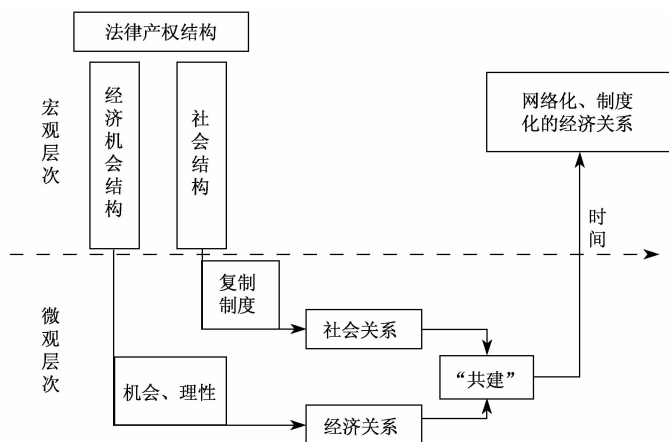 法律产权结构
宏观层次
经济机会结构
社会结构
网络化、制度
化的经济关系
时间
微观层次
复制
制度
社会关系
“共建”
机会、理性
经济关系